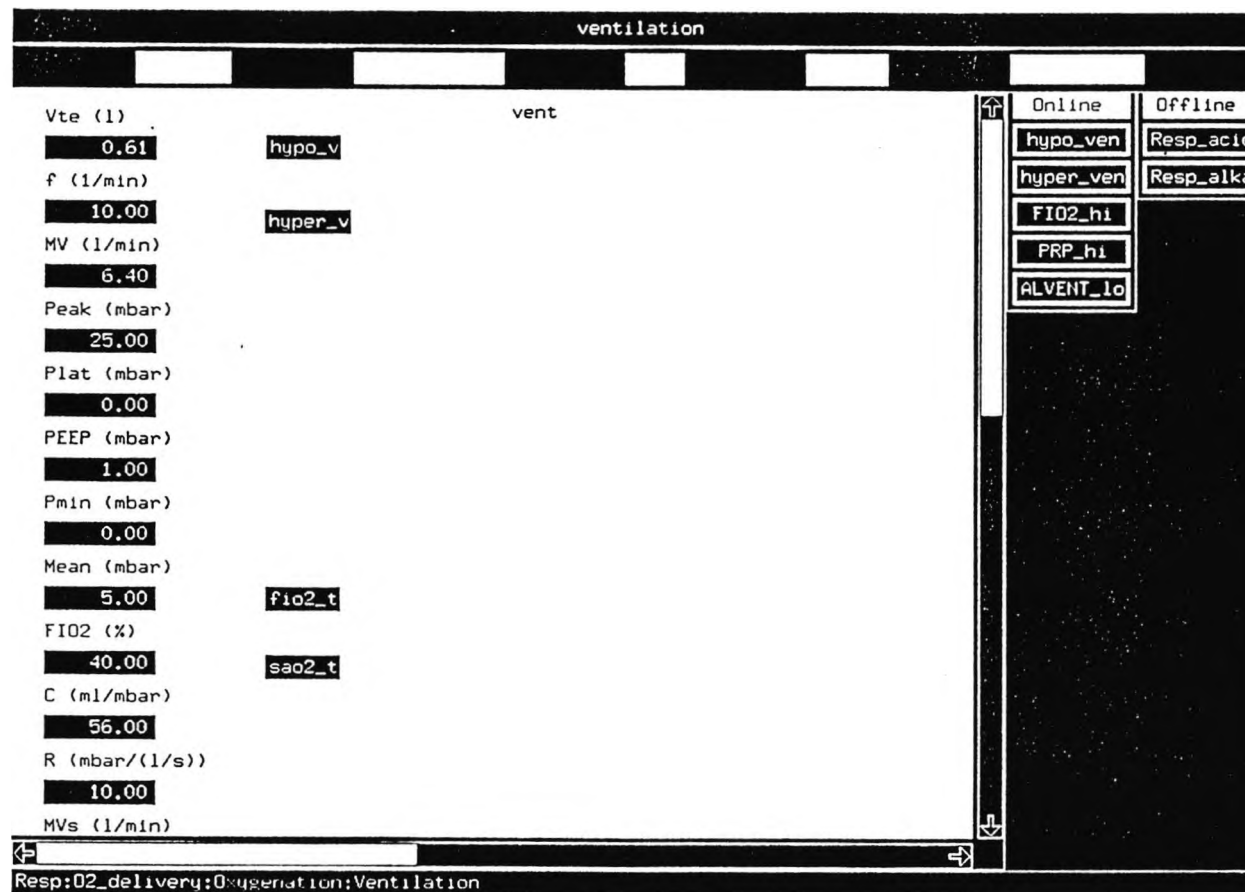 ventilation
vent
Vte (l)
0.61
hypo_v
f (1/min)
10.00
hyper_v
MV (l/min)
6.40
Peak (mbar)
25.00
Plat (mbar)
0.00
PEEP (mbar)
1.00
Pmin (mbar)
0.00
Mean (mbar)
5.00
fio2_t
FIO2 (%)
40.00
sao2_t
C (ml/mbar)
56.00
R (mbar/(l/s))
10.00
MVs (l/min)
Online
hypo_ven
hyper_ven
FIO2_hi
PRP_hi
ALVENT_lo
Offline
Resp_acid
Resp_alka
Resp:O2_delivery:Oxygenation:Ventilation